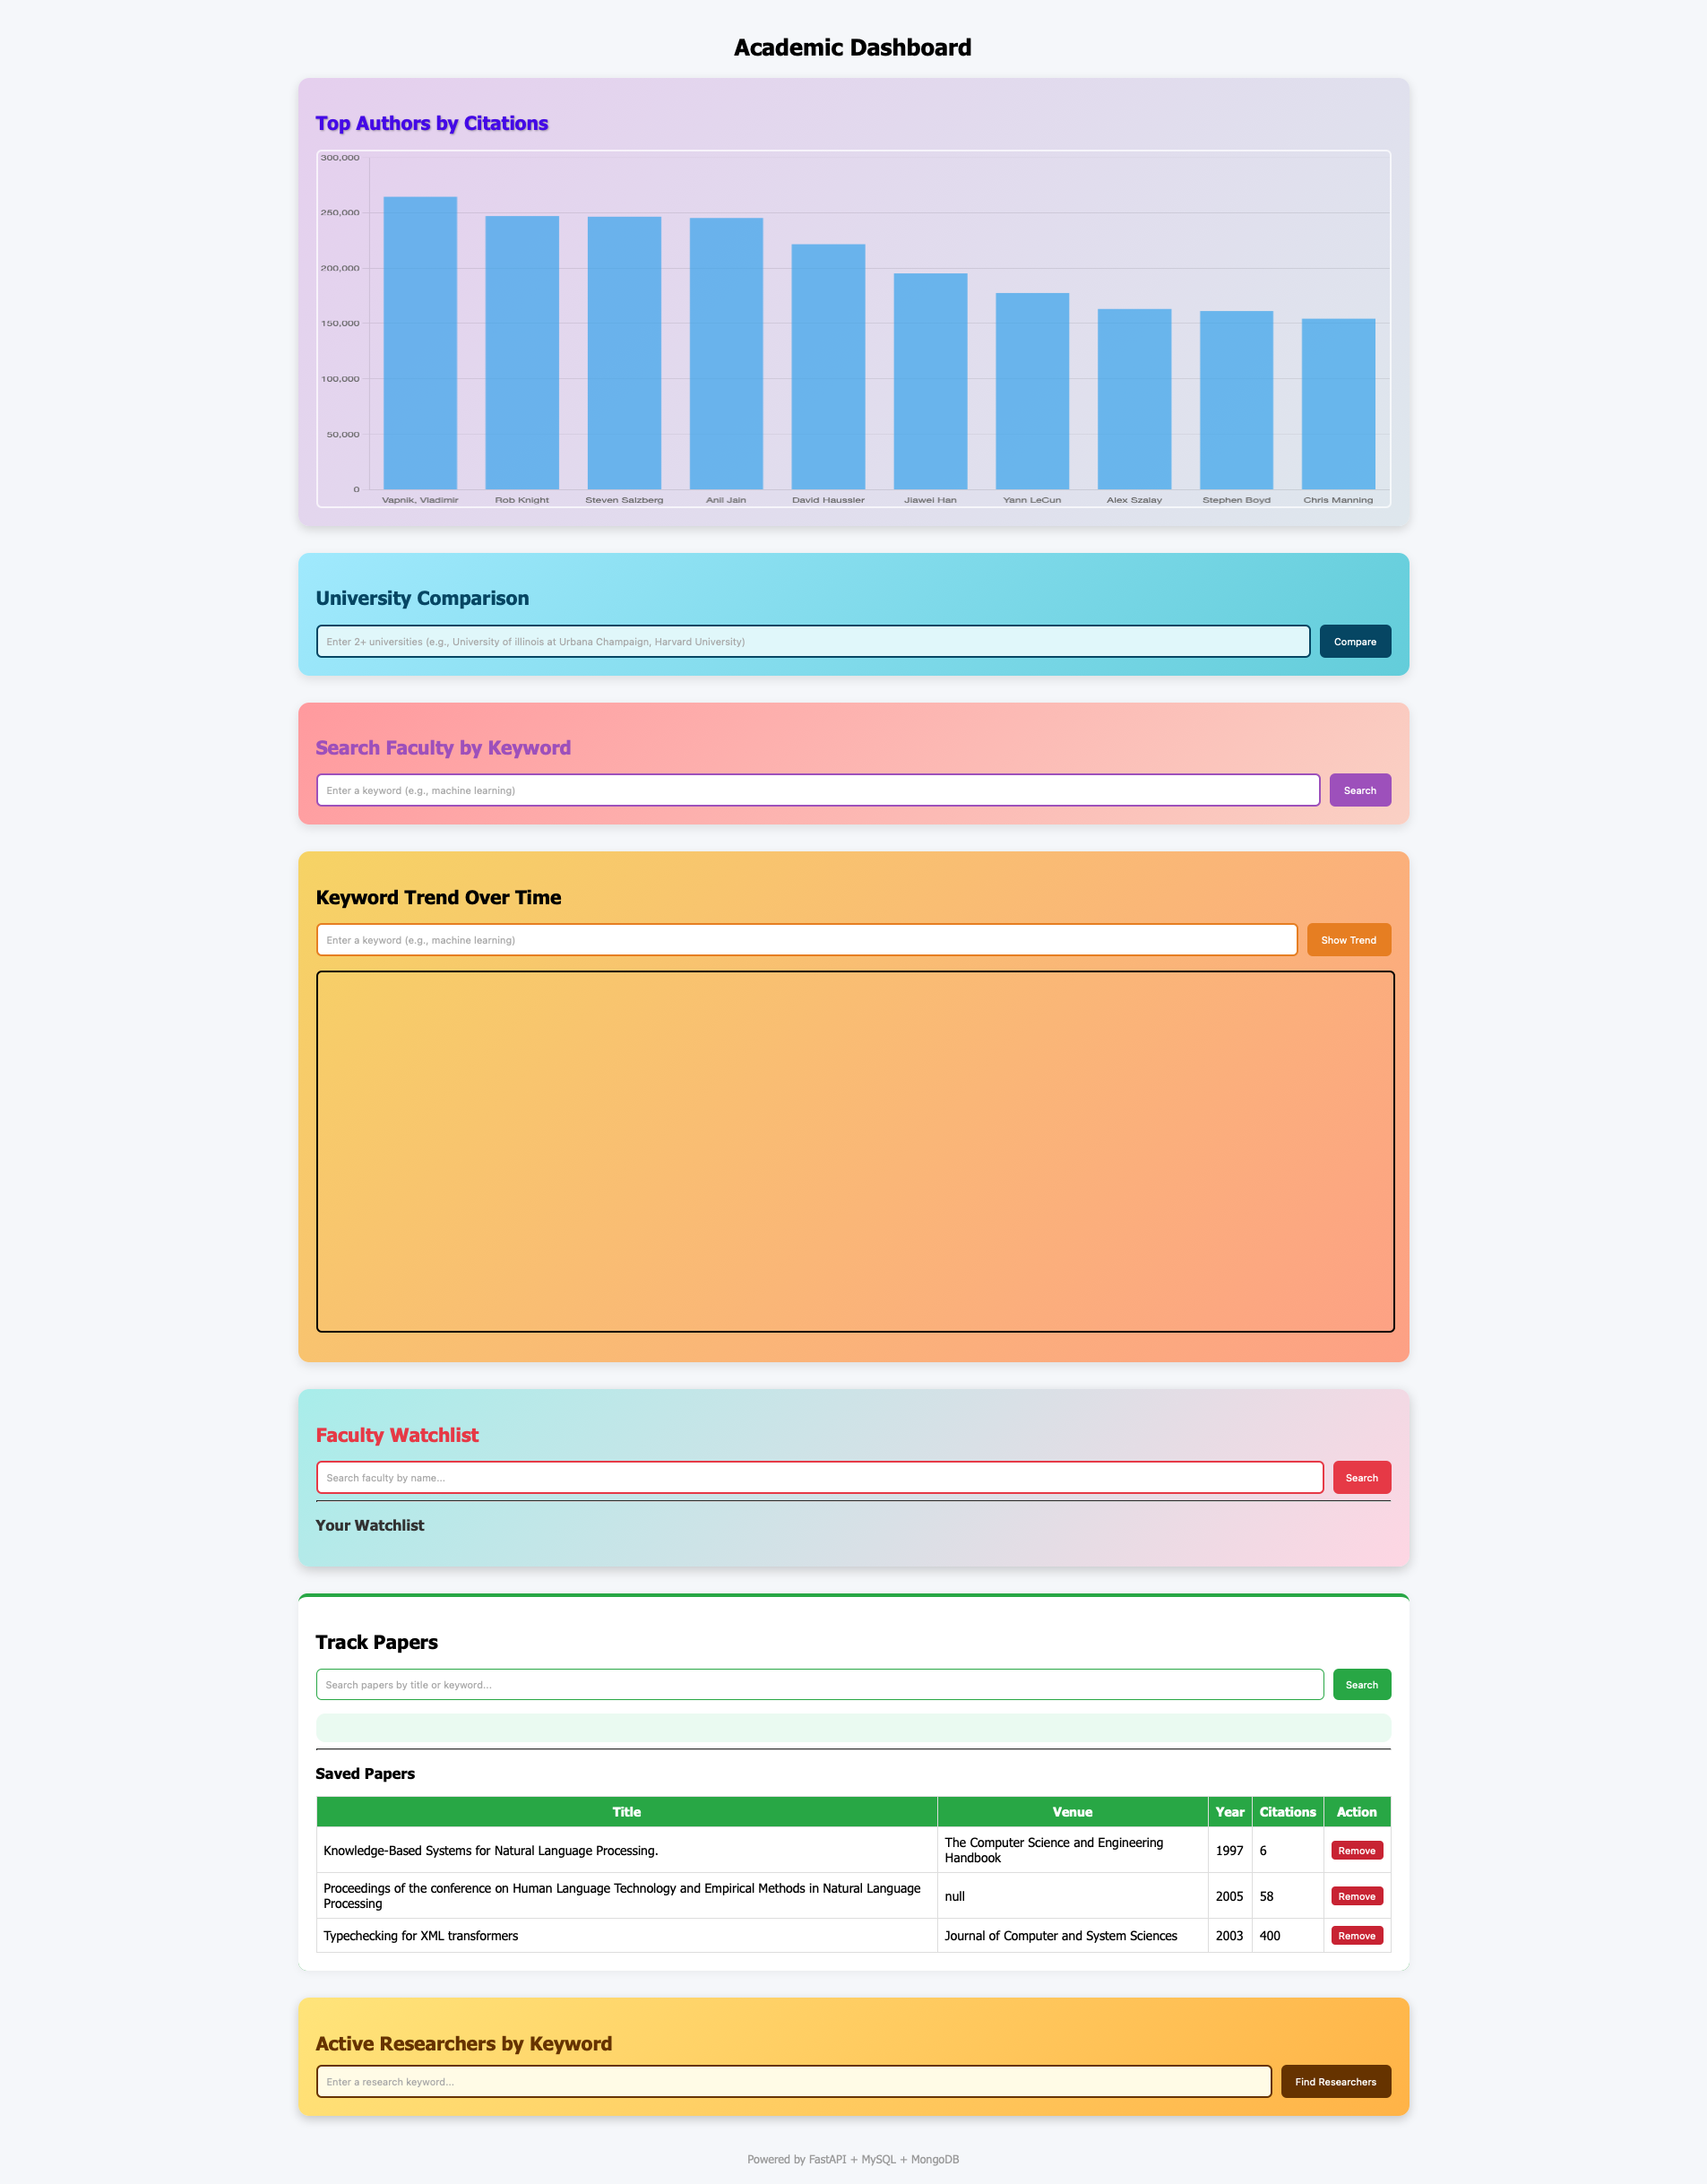 Academic Dashboard
Top Authors by Citations
300,000
250,000
200,000
150,000
100,000
50,000
0
Vapnik, Vladimir Rob Knight Steven Salzberg Anil Jain David Haussler Jiawei Han Yann LeCun Alex Szalay Stephen Boyd Chris Manning
University Comparison
Enter 2+ universities (e.g., University of illinois at Urbana Champaign, Harvard University) Compare
Search Faculty by Keyword
Enter a keyword (e.g., machine learning) Search
Keyword Trend Over Time
Enter a keyword (e.g., machine learning) Show Trend
Faculty Watchlist
Search faculty by name... Search
Your Watchlist
Track Papers
Search papers by title or keyword... Search
Saved Papers
Title Venue Year Citations Action
Knowledge-Based Systems for Natural Language Processing. The Computer Science and Engineering
Handbook 1997 6 Remove
Proceedings of the conference on Human Language Technology and Empirical Methods in Natural Language
Processing null 2005 58 Remove
Typechecking for XML transformers Journal of Computer and System Sciences 2003 400 Remove
Active Researchers by Keyword
Enter a research keyword... Find Researchers
Powered by FastAPI + MySQL + MongoDB